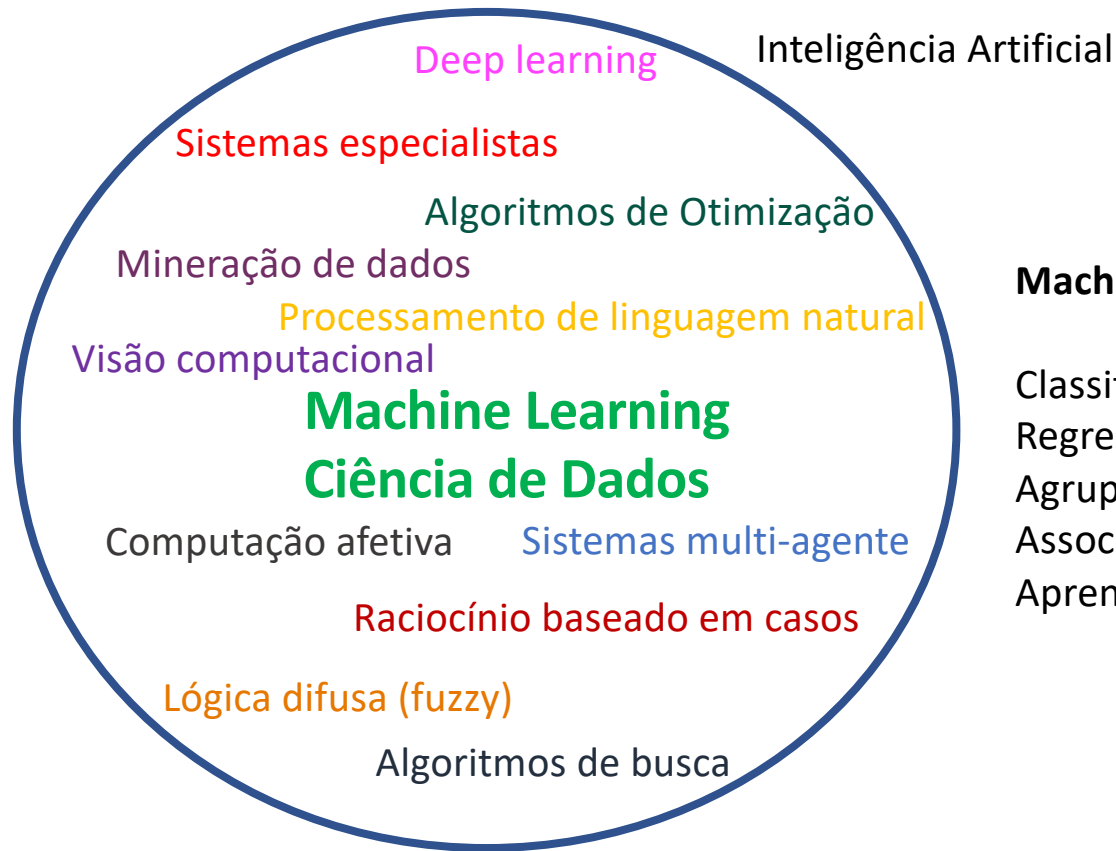 Deep learning
Inteligência Artificial
Sistemas especialistas
Algoritmos de Otimização
Mineração de dados
Processamento de linguagem natural
Visão computacional
Machine Learning
Ciência de Dados
Computação afetiva
Sistemas multi-agente
Raciocínio baseado em casos
Lógica difusa (fuzzy)
Algoritmos de busca
Mach
Classif
Regre
Agrup
Assoc
Apren